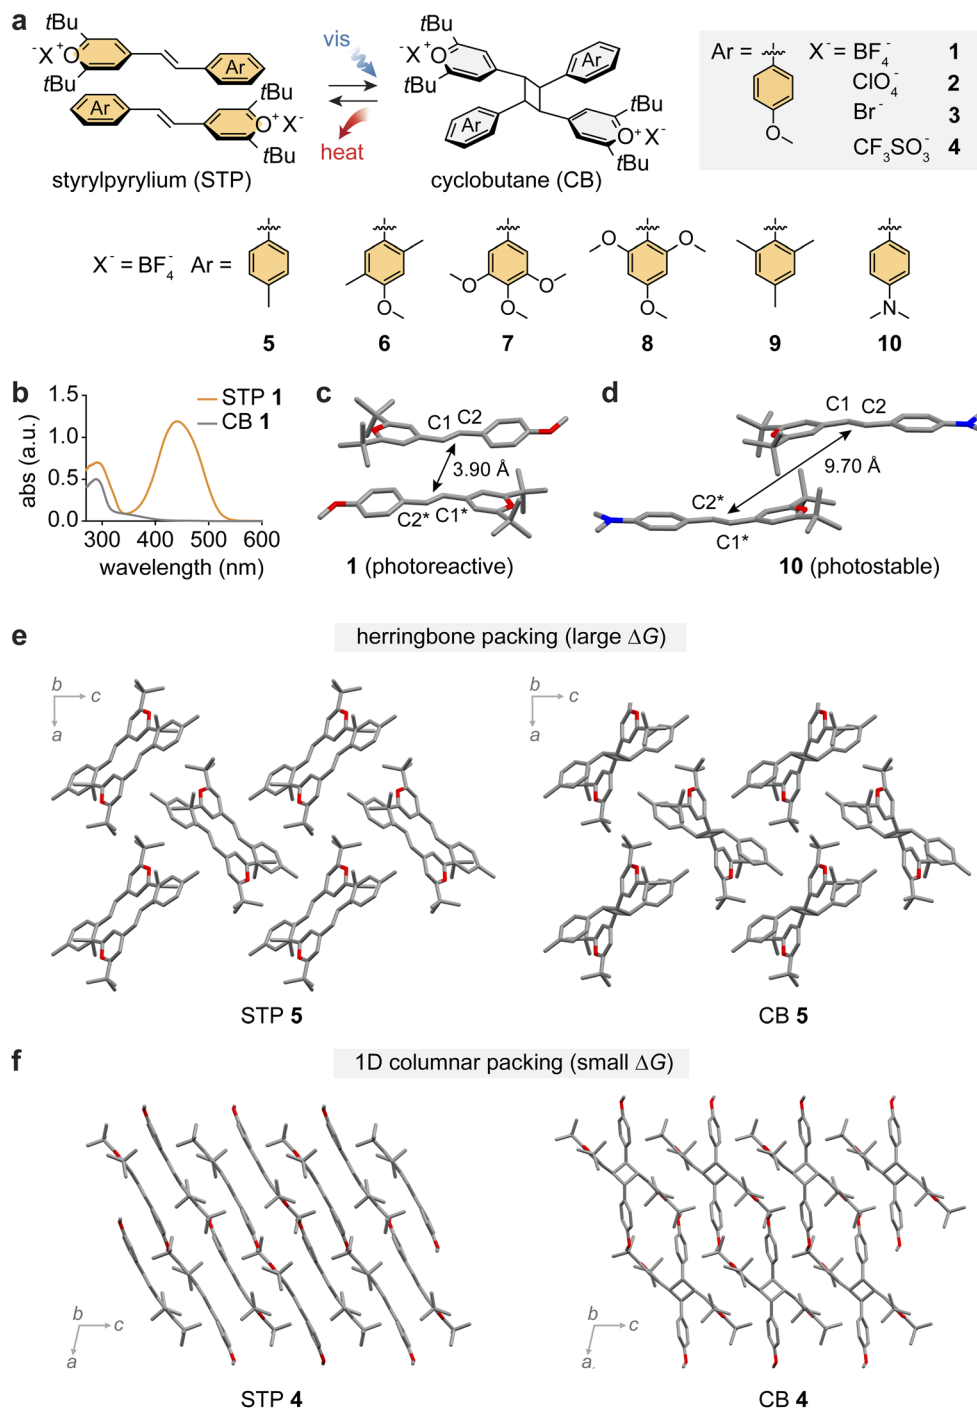 a
tBu
-X+
O
tBu
Ar
Ar
tBu
O+ X-
tBu
styrylpyrylium (STP)
vis
heat
tBu
-X+
O
tBu
Ar
Ar
tBu
O+ X-
tBu
cyclobutane (CB)
Ar = X- = BF4- 1
ClO4- 2
Br- 3
CF3SO3- 4
O
X- = BF4- Ar =
O
O O
O
O O
O
N
5 6 7 8 9 10
b
abs (a.u.)
1.5
1.0
0.5
0.0
300 400 500 600
wavelength (nm)
STP 1
CB 1
c
C1 C2
3.90 Å
C2* C1*
1 (photoreactive)
d
C1 C2
9.70 Å
C2*
C1*
10 (photostable)
e
herringbone packing (large ΔG)
b c
a
b c
a
STP 5
CB 5
f
1D columnar packing (small ΔG)
b c
a
b c
a
STP 4
CB 4